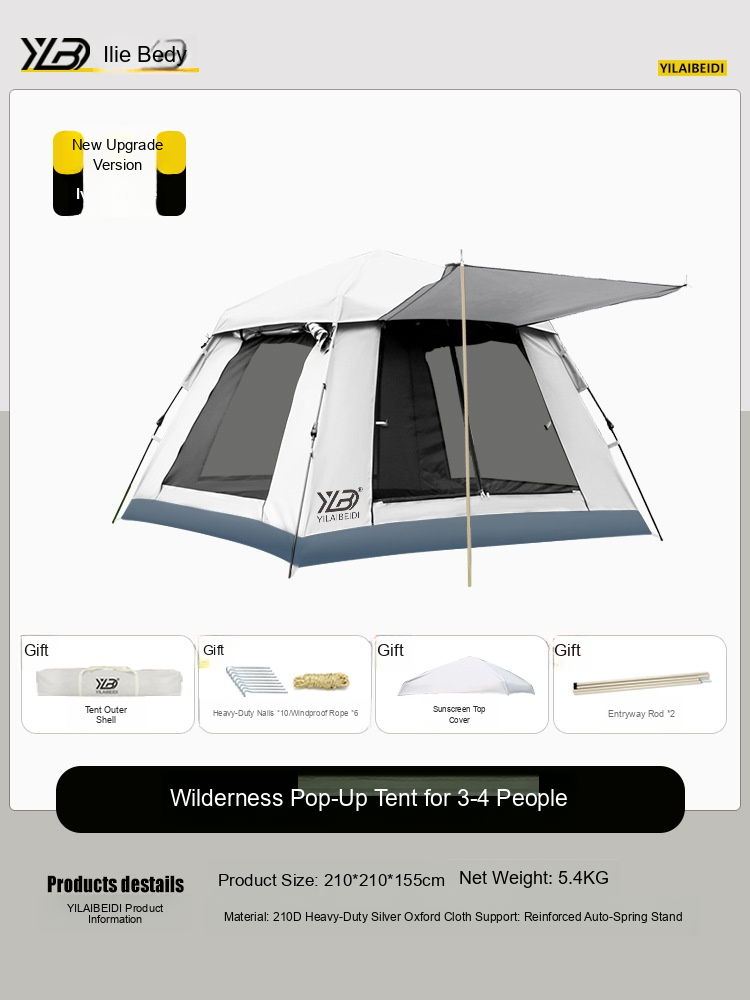 YLB Ilie Bedy
YILAIBEIDI
New Upgrade
Version
YLB®
YILAIBEIDI
Gift
YLB
YILAIBEIDI
Tent Outer
Shell
Gift
Heavy-Duty Nails *10/Windproof Rope *6
Gift
Sunscreen Top
Cover
Gift
Entryway Rod *2
Wilderness Pop-Up Tent for 3-4 People
Products destails
YILAIBEIDI Product
Information
Product Size: 210*210*155cm
Net Weight: 5.4KG
Material: 210D Heavy-Duty Silver Oxford Cloth Support: Reinforced Auto-Spring Stand